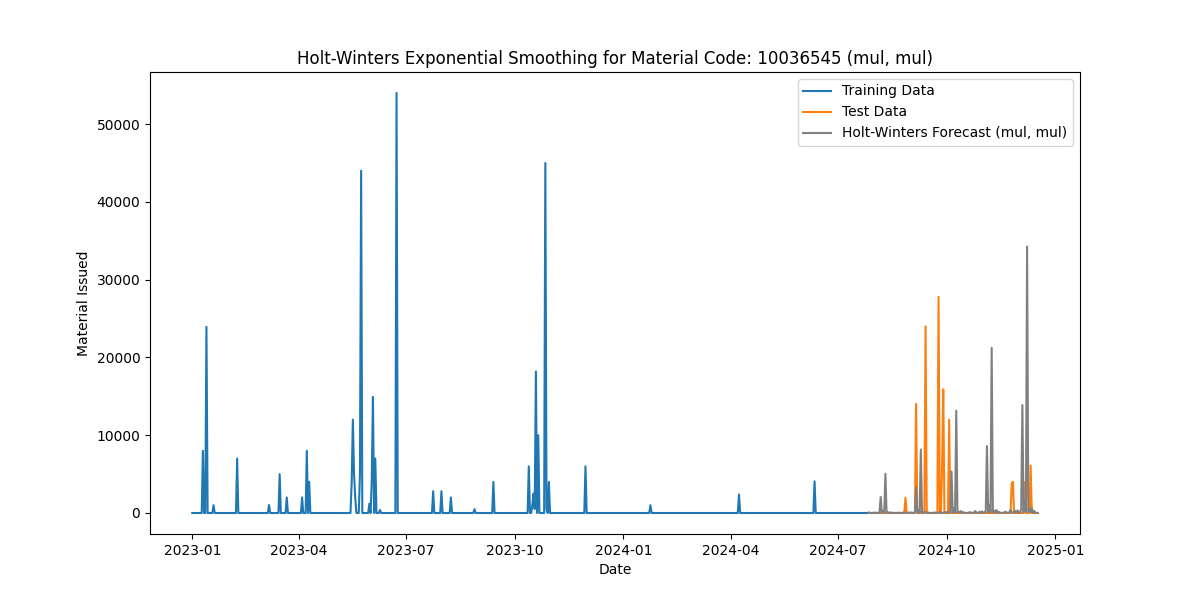 Holt-Winters Exponential Smoothing for Material Code: 10036545 (mul, mul)
Training Data
Test Data
Holt-Winters Forecast (mul, mul)
50000
40000
30000
20000
10000
0
Material Issued
2023-01 2023-04 2023-07 2023-10 2024-01 2024-04 2024-07 2024-10 2025-01
Date